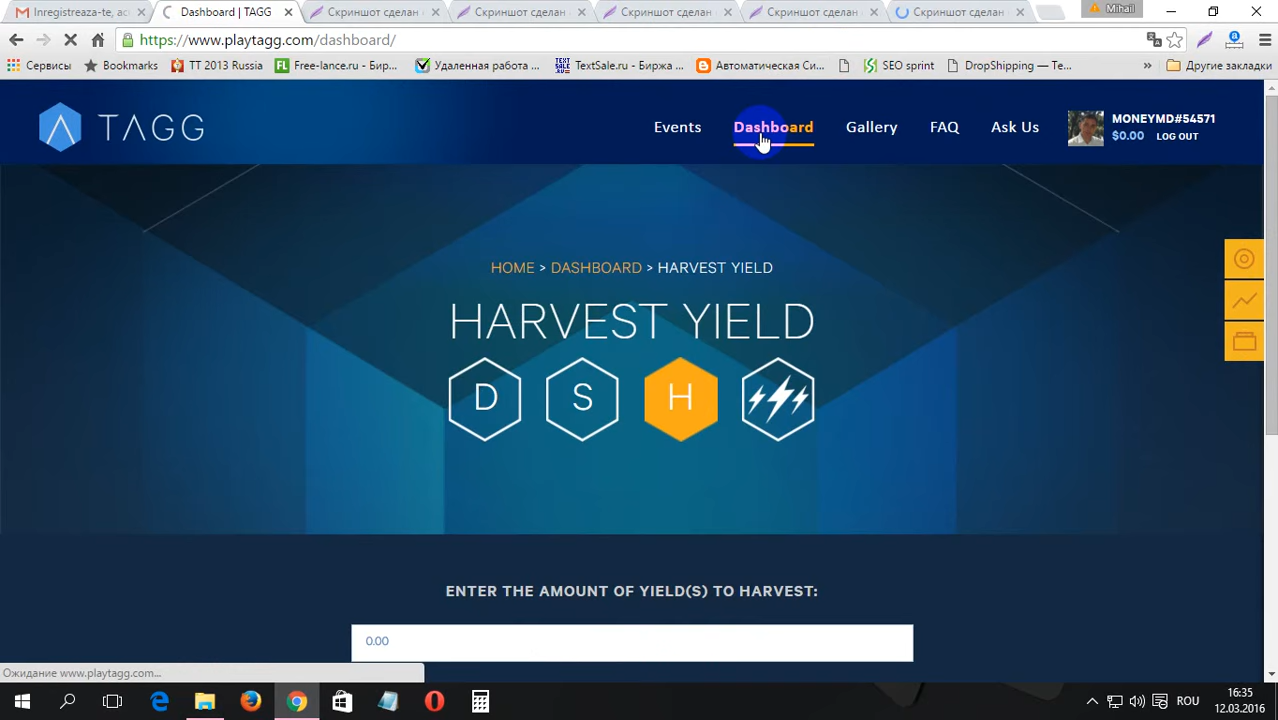 Inregistreaza-te, ac
Dashboard | TAGG
Скриншот сделан
Скриншот сделан
Скриншот сделан
Скриншот сделан
Скриншот сделан
Mihail
https://www.playtagg.com/dashboard/
Сервисы
Bookmarks
TT 2013 Russia
Free-lance.ru - Бир...
Удаленная работа ...
TextSale.ru - Биржа ...
Автоматическая Си...
SEO sprint
DropShipping — Те...
»
Другие закладки
TAGG
Events
Dashboard
Gallery
FAQ
Ask Us
MONEYMD#54571
$0.00
LOG OUT
HOME > DASHBOARD > HARVEST YIELD
HARVEST YIELD
D
S
H
ENTER THE AMOUNT OF YIELD(S) TO HARVEST:
0.00
Ожидание www.playtagg.com...
ROU
16:35
12.03.2016